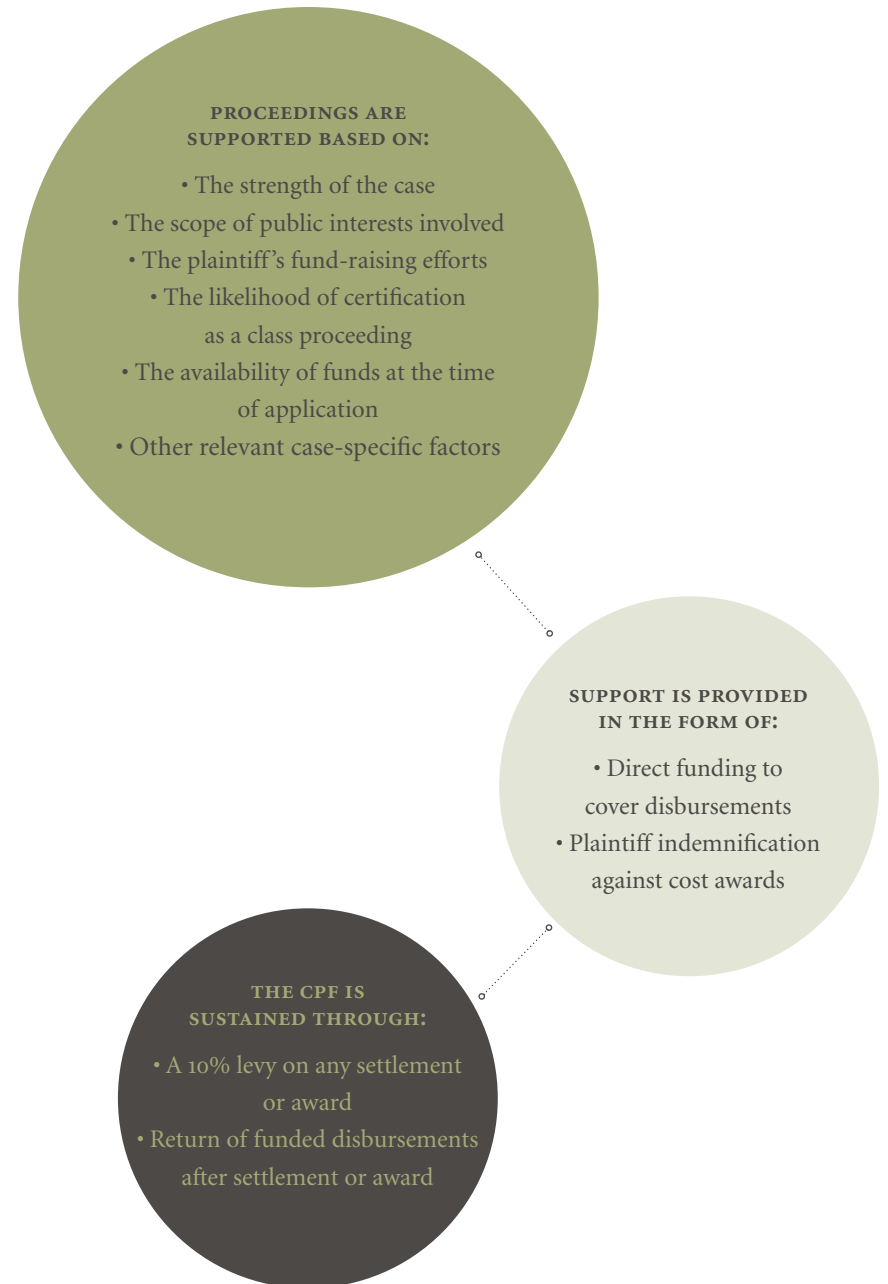 PROCEEDINGS ARE
SUPPORTED BASED ON:
• The strength of the case
• The scope of public interests involved
• The plaintiff’s fund-raising efforts
• The likelihood of certification
as a class proceeding
• The availability of funds at the time
of application
• Other relevant case-specific factors
SUPPORT IS PROVIDED
IN THE FORM OF:
• Direct funding to
cover disbursements
• Plaintiff indemnification
against cost awards
THE CPF IS
SUSTAINED THROUGH:
• A 10% levy on any settlement
or award
• Return of funded disbursements
after settlement or award